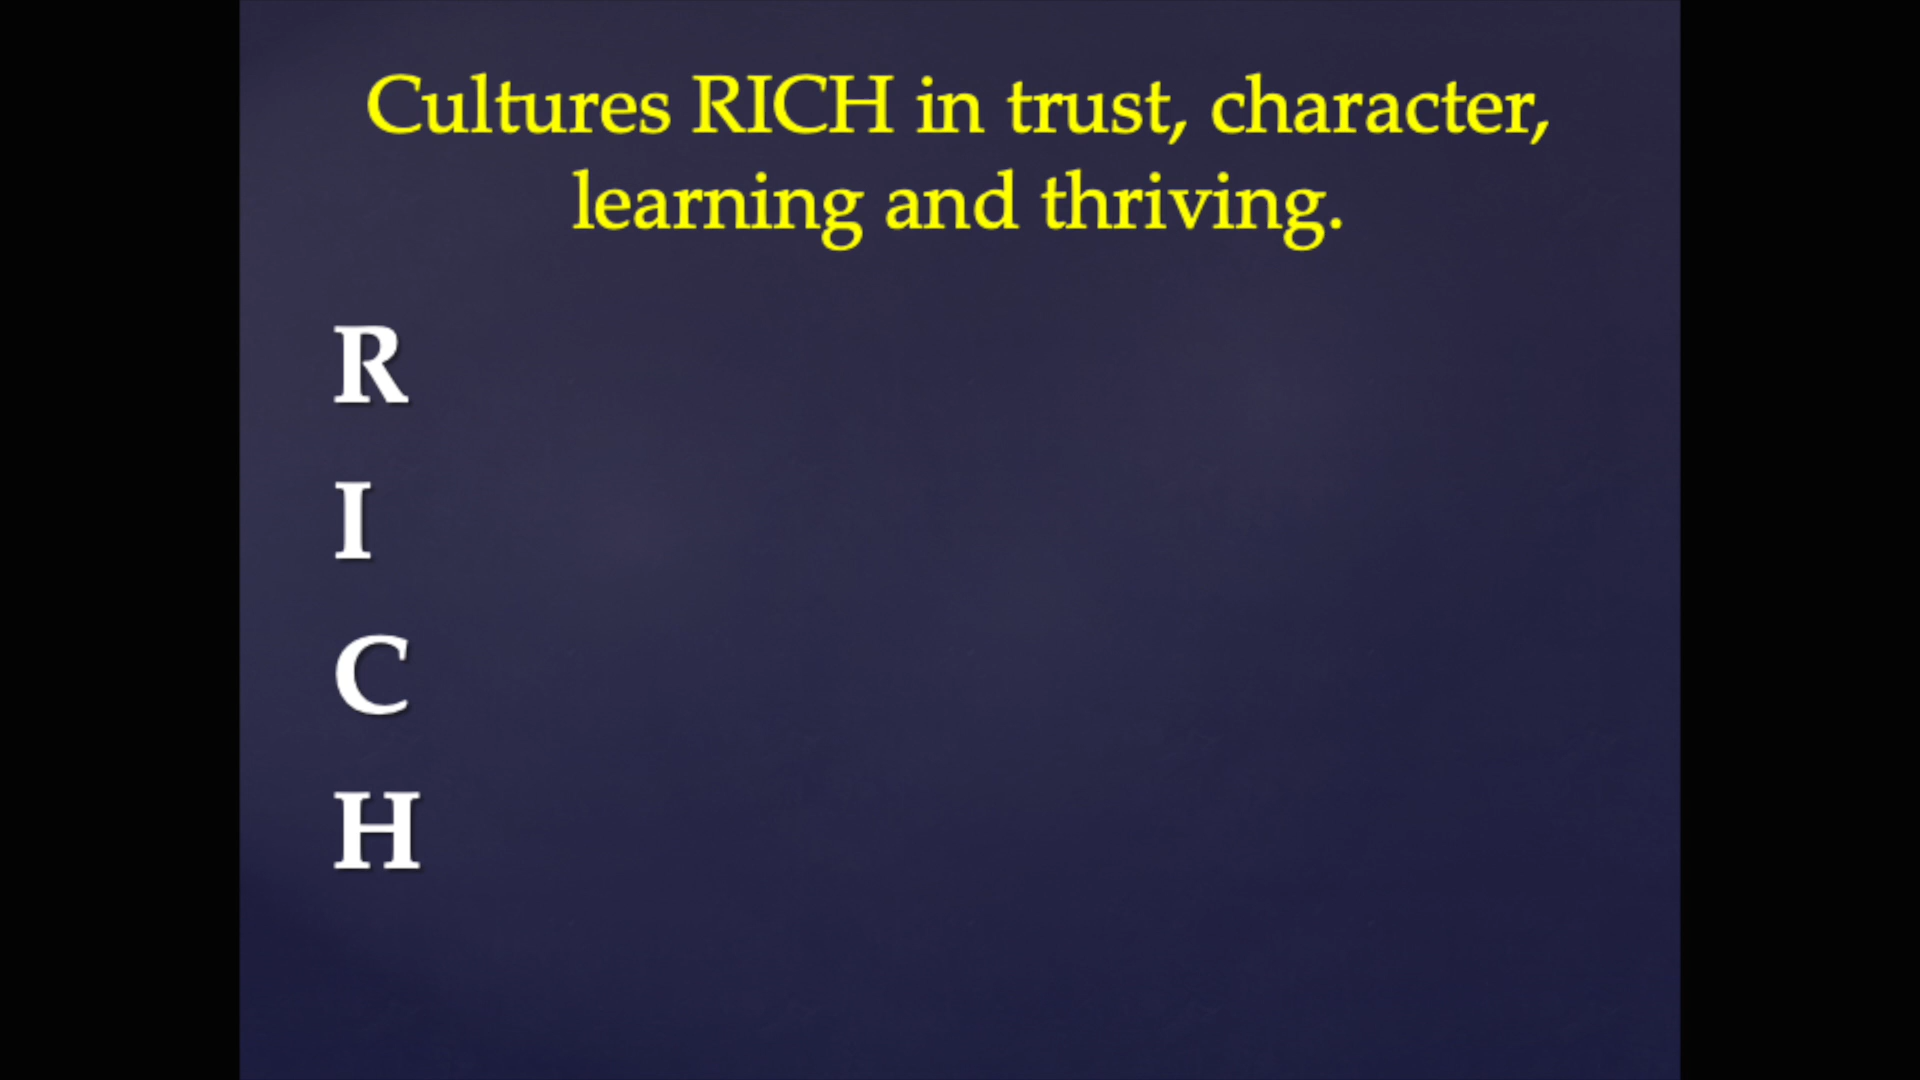 Cultures RICH in trust, character,
learning and thriving.
R
I
C
H